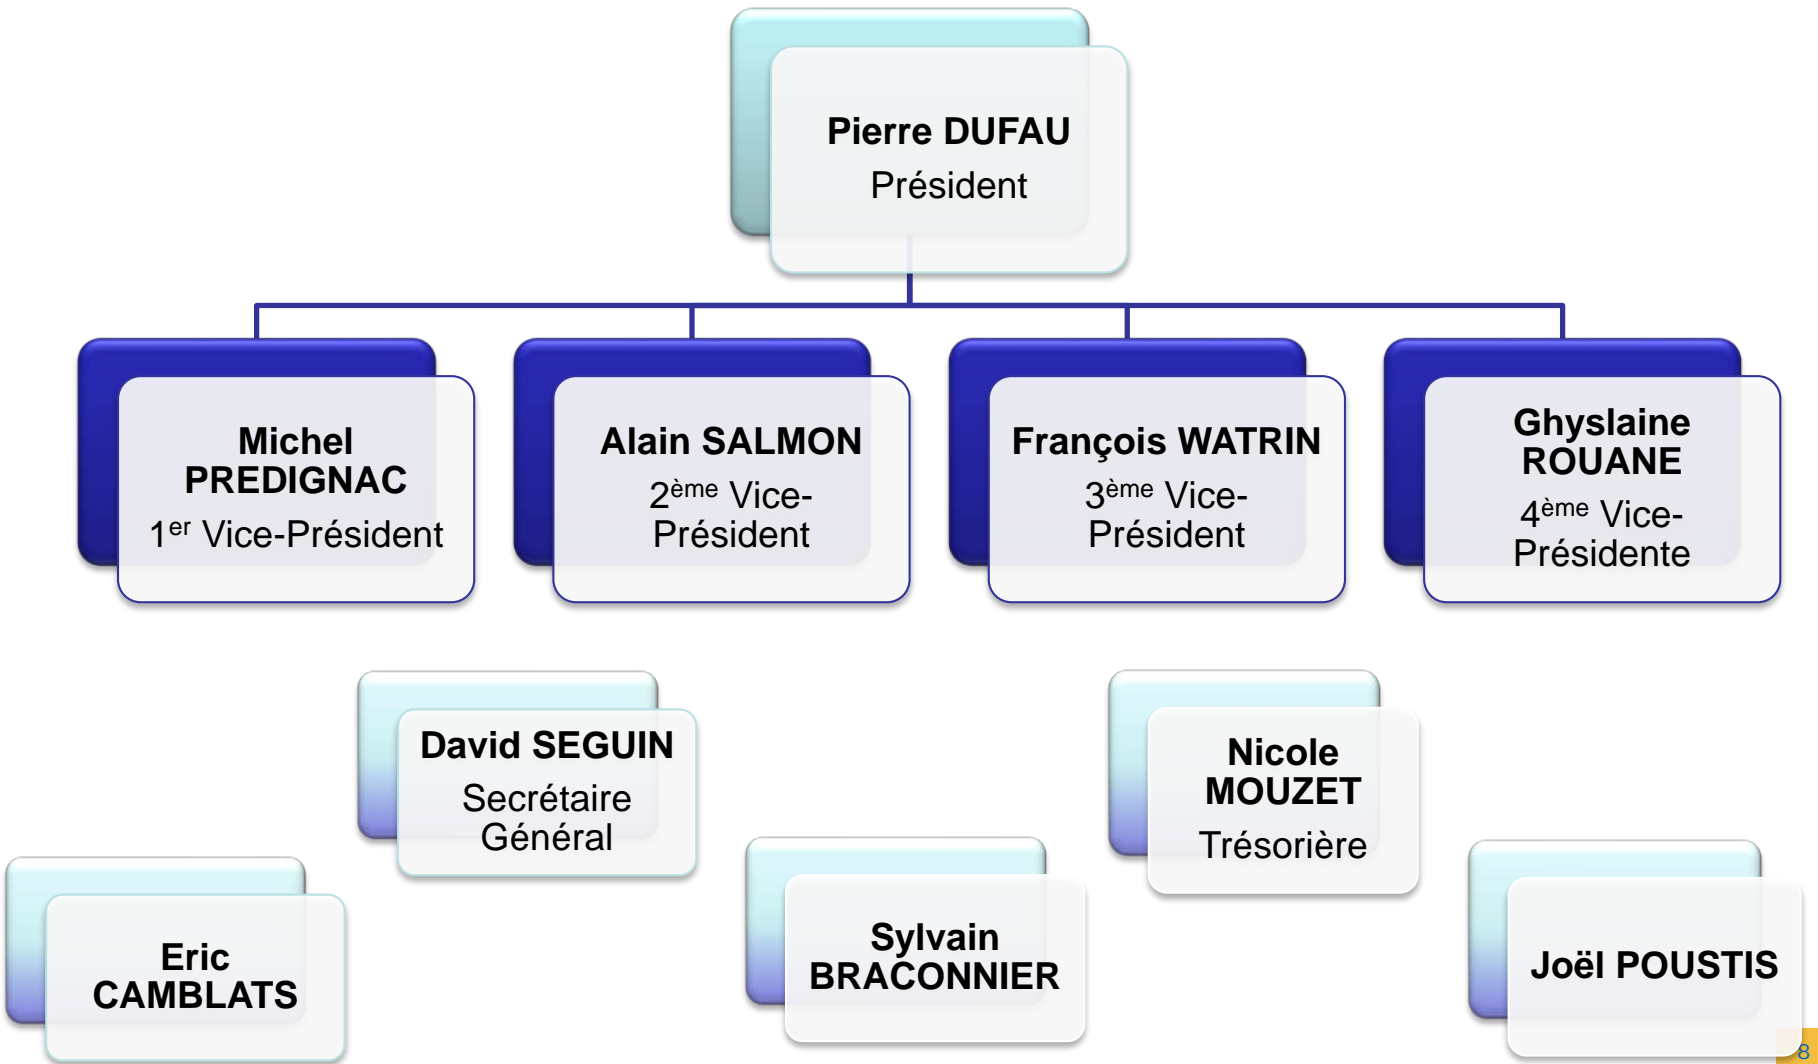 Pierre DUFAU
Président
Michel
PREDIGNAC
1er Vice-Président
Alain SALMON
2ème Vice-
Président
François WATRIN
3ème Vice-
Président
Ghyslaine
ROUANE
4ème Vice-
Présidente
David SEGUIN
Secrétaire
Général
Nicole
MOUZET
Trésorière
Eric
CAMBLATS
Sylvain
BRACONNIER
Joël POUSTIS
8